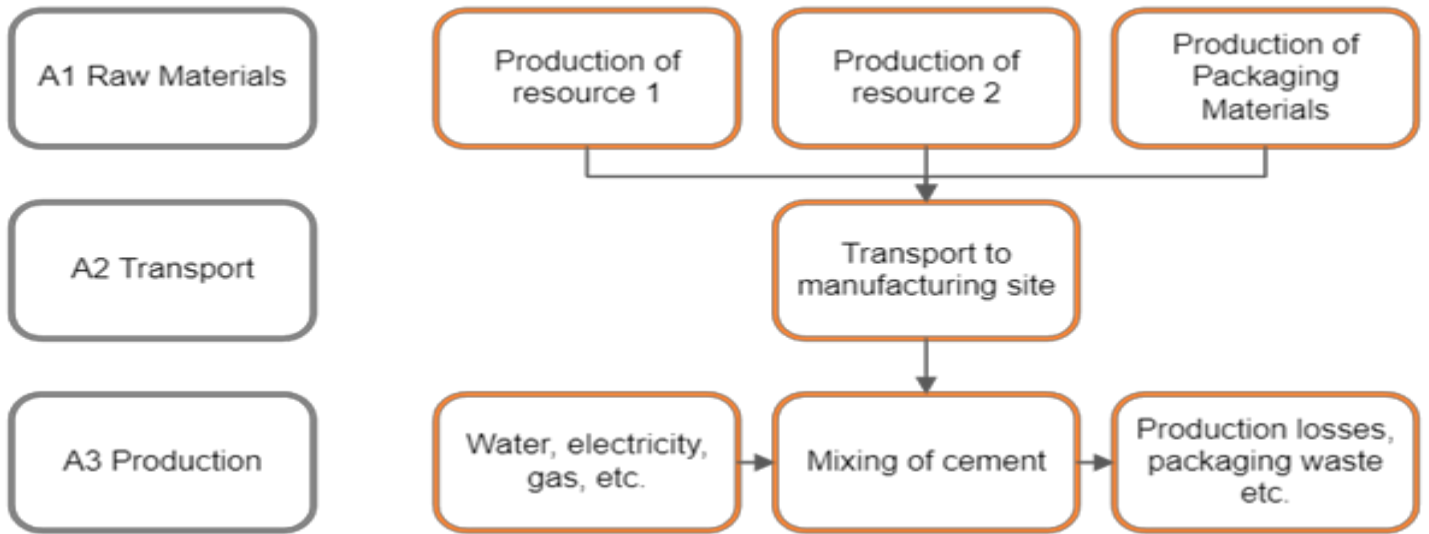 A1 Raw Materials
Production of
resource 1
Production of
resource 2
Production of
Packaging
Materials
A2 Transport
Transport to
manufacturing site
A3 Production
Water, electricity,
gas, etc.
Mixing of cement
Production losses,
packaging waste
etc.